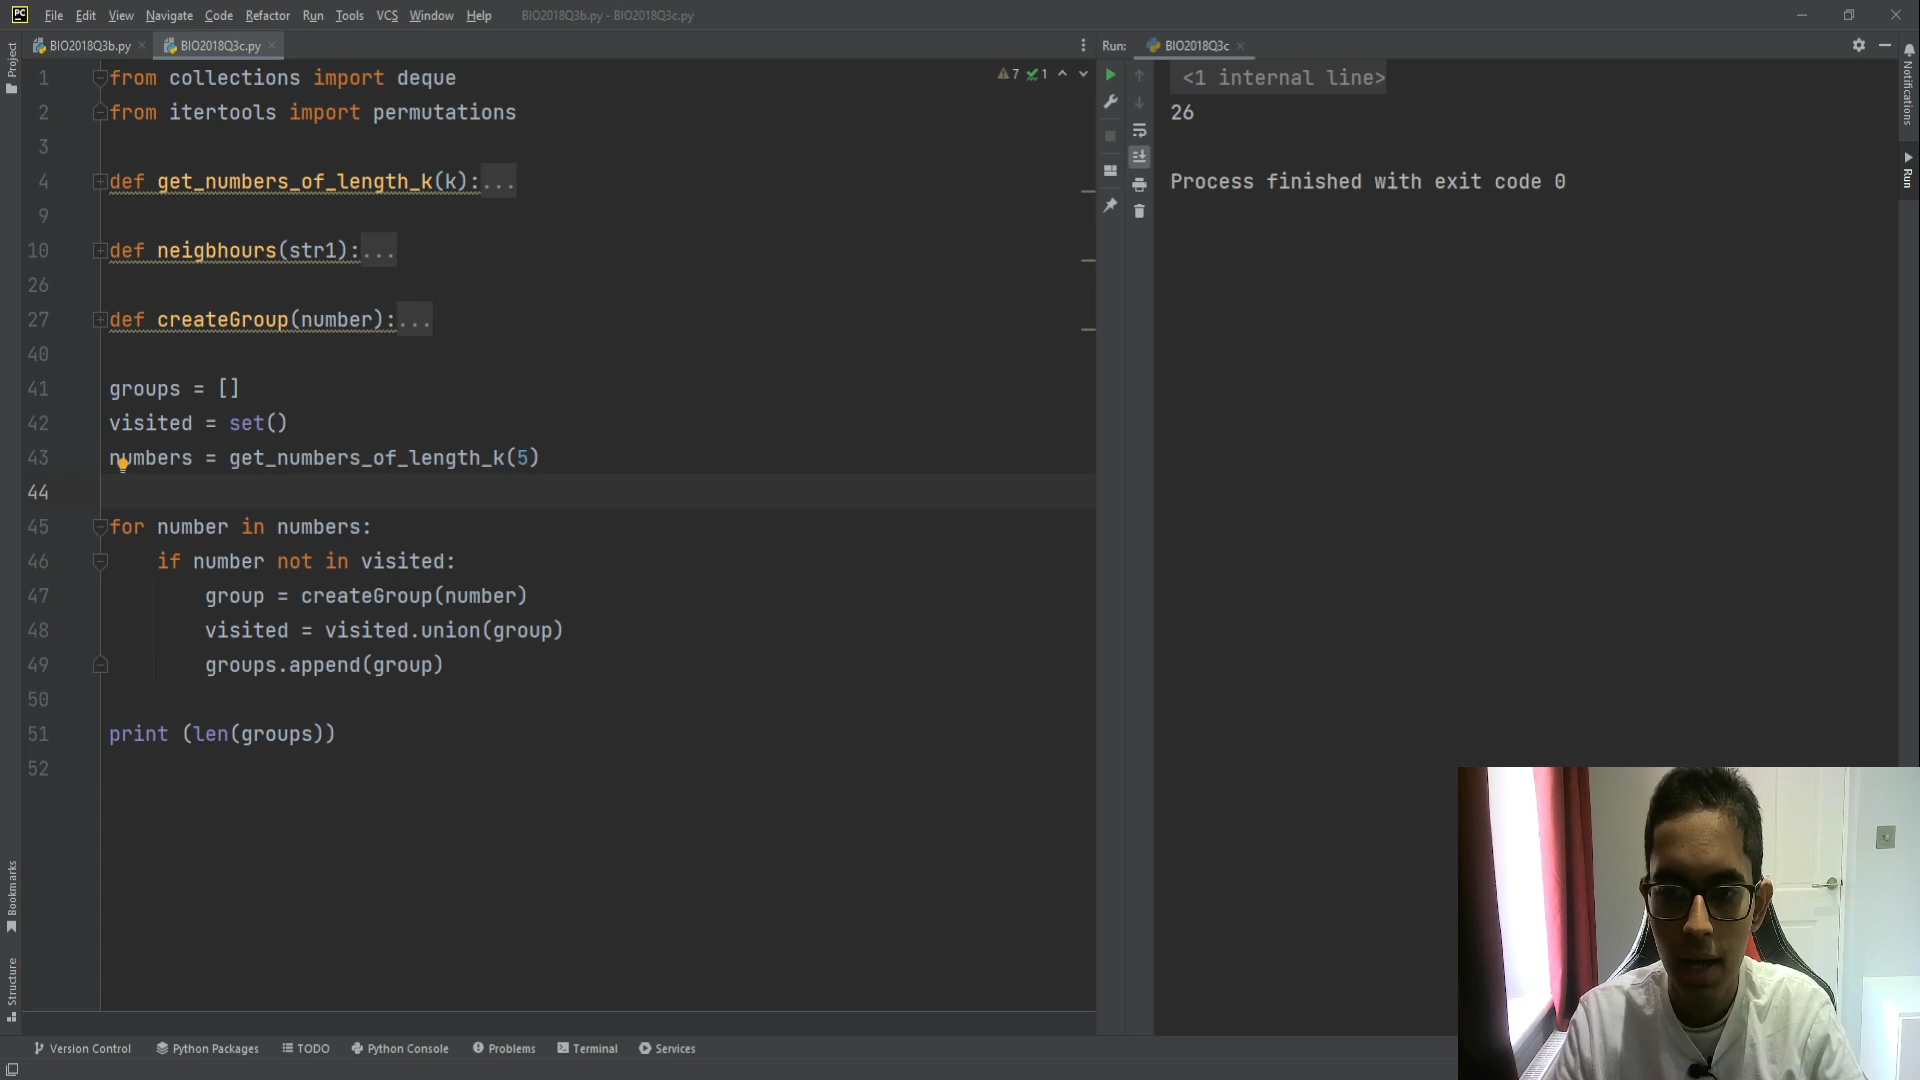 PC File Edit View Navigate Code Refactor Run Tools VCS Window Help BIO2018Q3b.py - BIO2018Q3c.py
BIO2018Q3b.py BIO2018Q3c.py
Run: BIO2018Q3c
Project
Notifications
Run
7 1
1 from collections import deque
2 from itertools import permutations
3
4 def get_numbers_of_length_k(k):...
9
10 def neigbhours(str1):...
26
27 def createGroup(number):...
40
41 groups = []
42 visited = set()
43 numbers = get_numbers_of_length_k(5)
44
45 for number in numbers:
46 if number not in visited:
47 group = createGroup(number)
48 visited = visited.union(group)
49 groups.append(group)
50
51 print (len(groups))
52
<1 internal line>
26
Process finished with exit code 0
Bookmarks
Structure
Version Control Python Packages TODO Python Console Problems Terminal Services